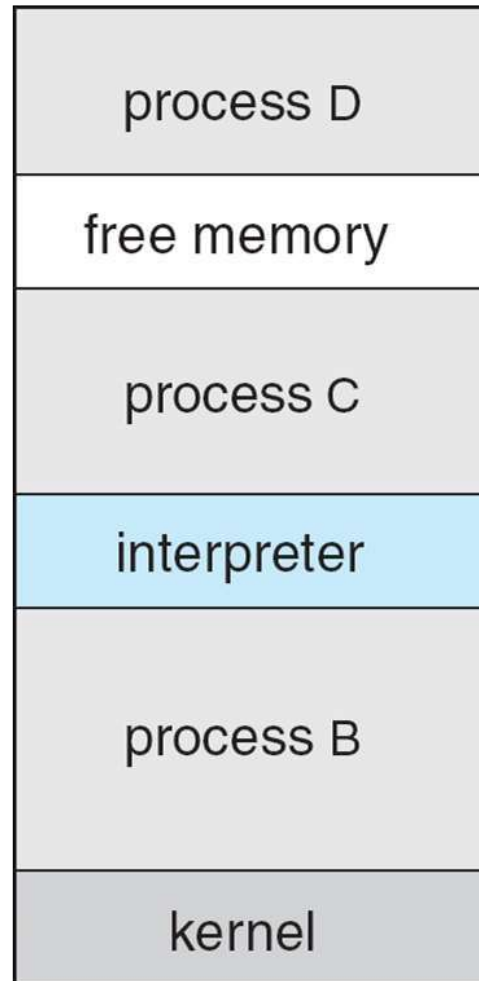 process D
free memory
process C
interpreter
process B
kernel